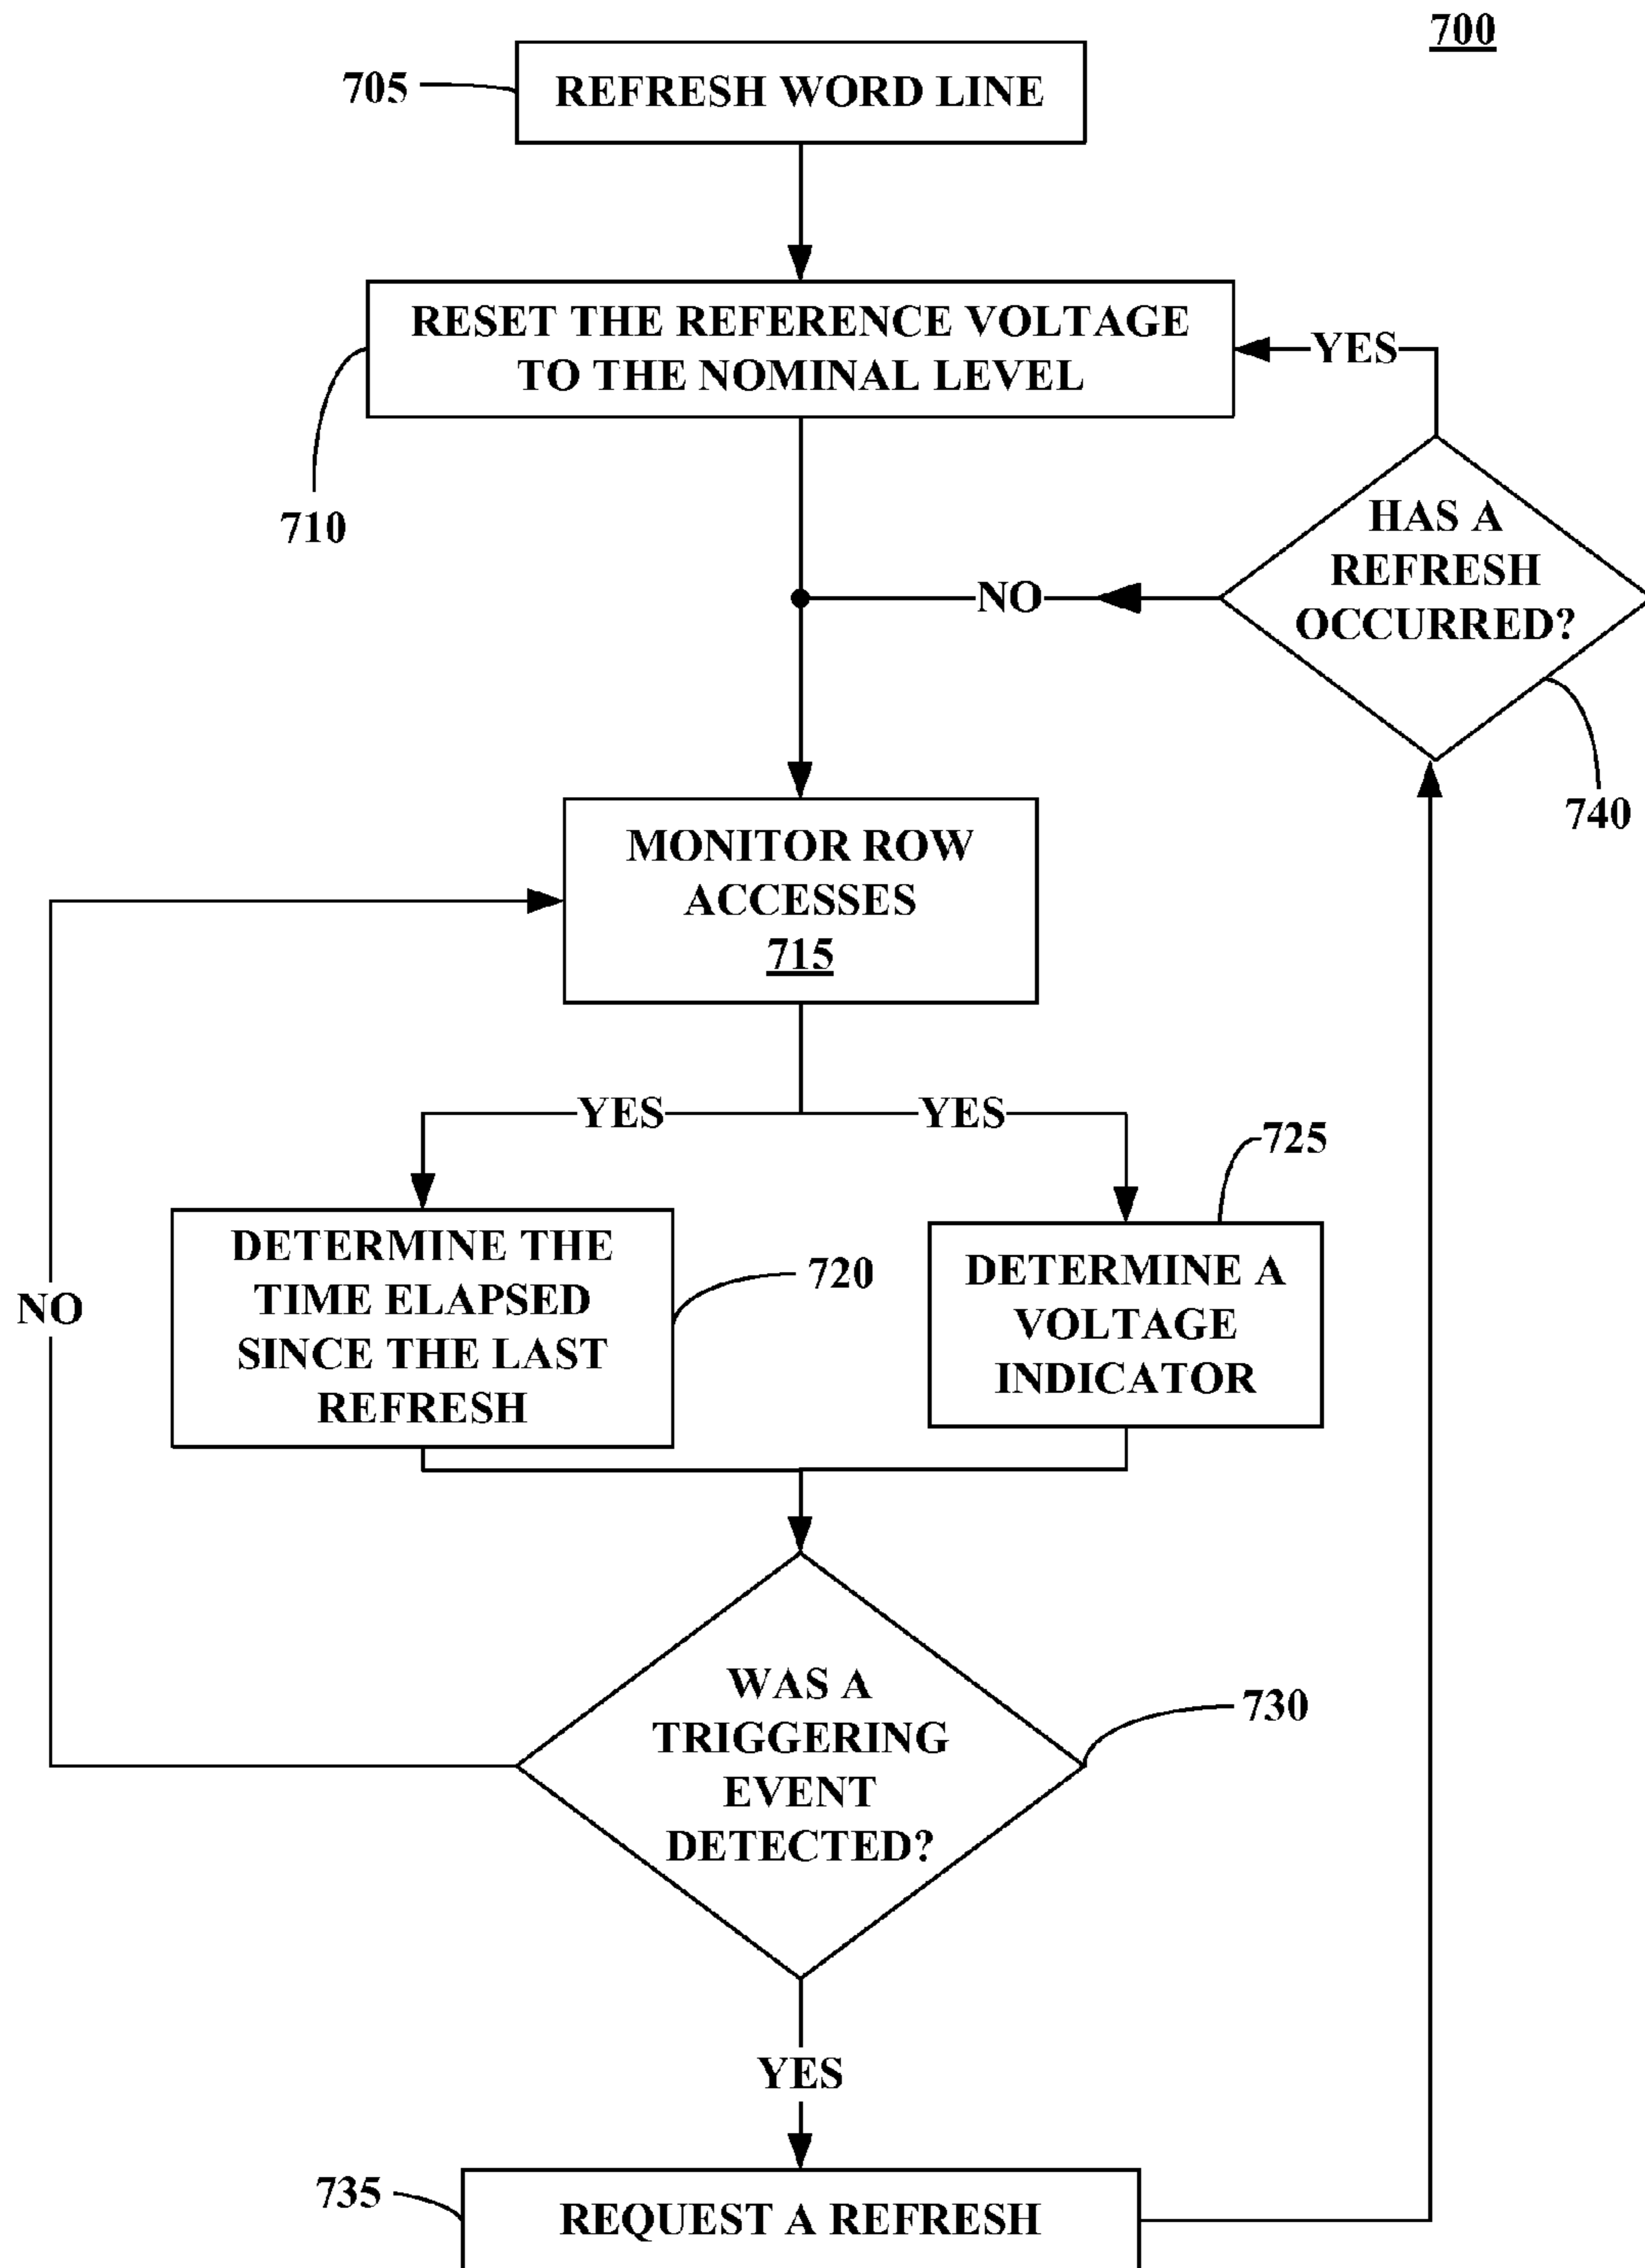 700
705
REFRESH WORD LINE
RESET THE REFERENCE VOLTAGE
TO THE NOMINAL LEVEL
YES
710
HAS A
REFRESH
OCCURRED?
NO
740
MONITOR ROW
ACCESSES
715
YES
YES
725
DETERMINE THE
TIME ELAPSED
SINCE THE LAST
REFRESH
720
DETERMINE A
VOLTAGE
INDICATOR
NO
WAS A
TRIGGERING
EVENT
DETECTED?
730
YES
735
REQUEST A REFRESH